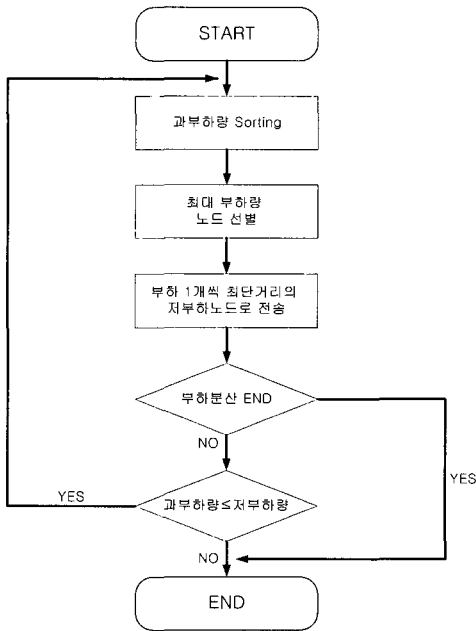 START
과부하량 Sorting
최대 부하량
노드 선별
부하 1개씩 최단거리의
저부하노드로 전송
부하분산 END
NO
YES
YES
과부하량≤저부하량
NO
END